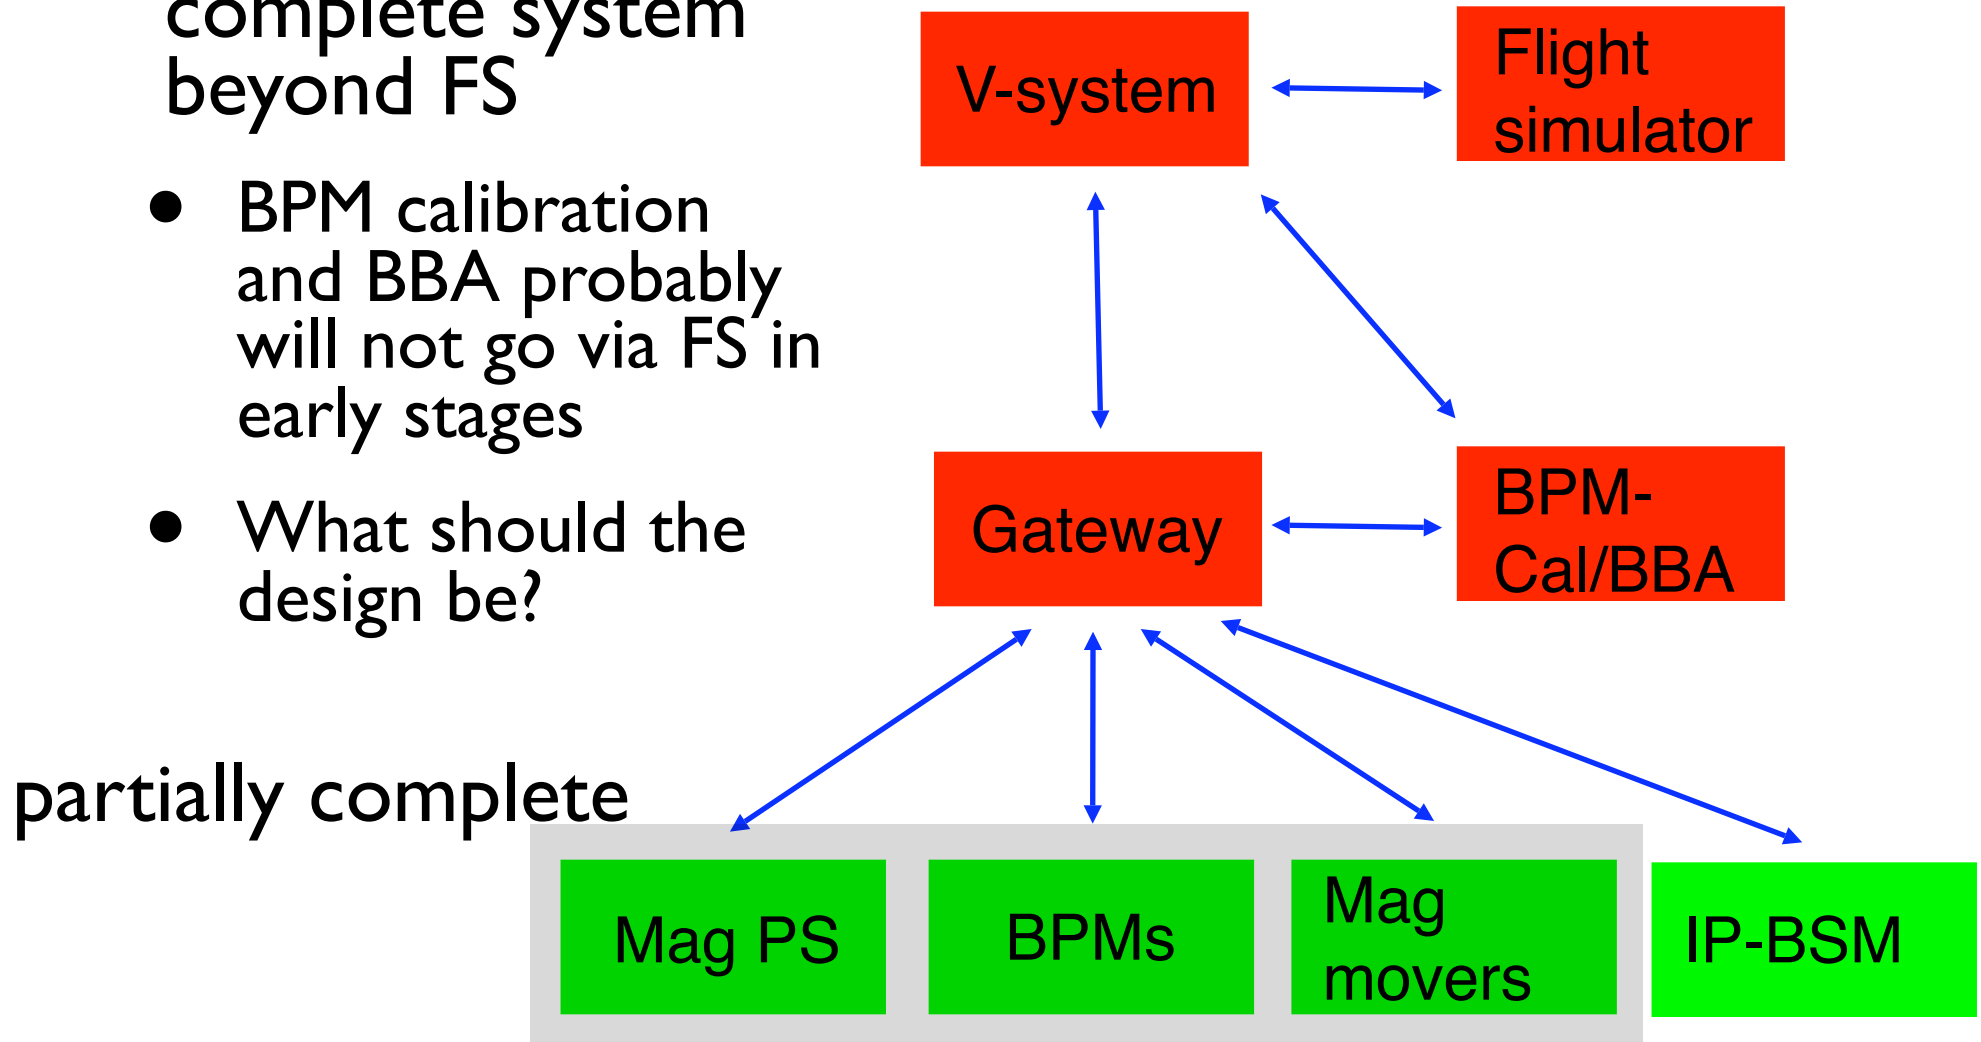 complete system
beyond FS
• BPM calibration
and BBA probably
will not go via FS in
early stages
• What should the
design be?
partially complete
V-system
Flight
simulator
Gateway
BPM-
Cal/BBA
Mag PS
BPMs
Mag
movers
IP-BSM